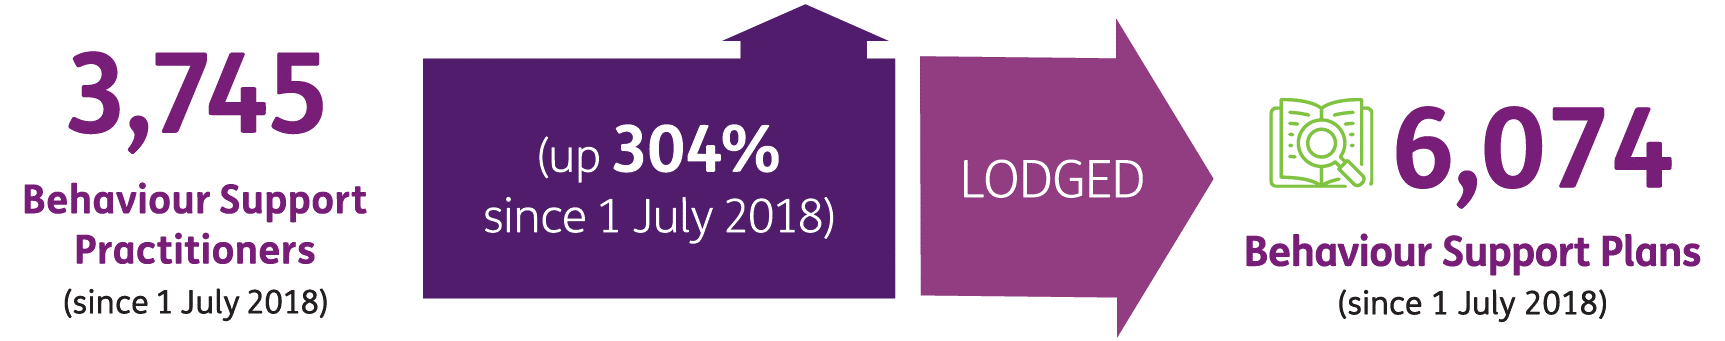 3,745
Behaviour Support
Practitioners
(since 1 July 2018)
(up 304%
since 1 July 2018)
LODGED
6,074
Behaviour Support Plans
(since 1 July 2018)